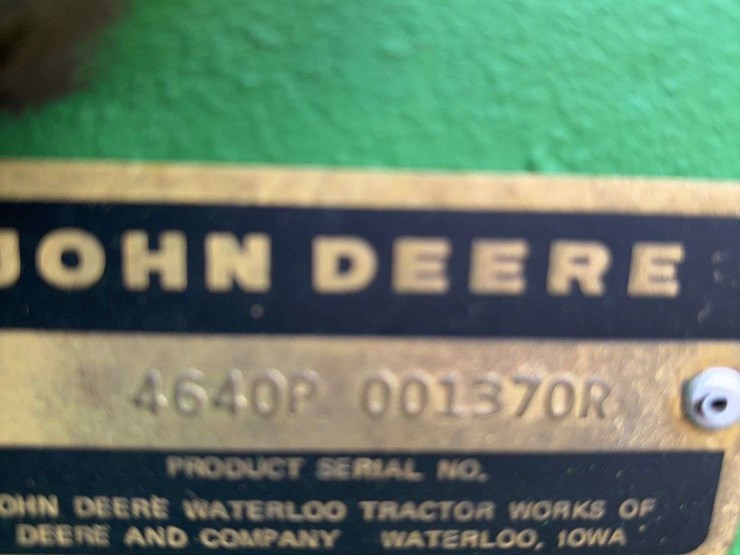 JOHN DEERE
4640P 001370R
PRODUCT SERIAL NO.
JOHN DEERE WATERLOO TRACTOR WORKS OF
DEERE AND COMPANY WATERLOO, IOWA